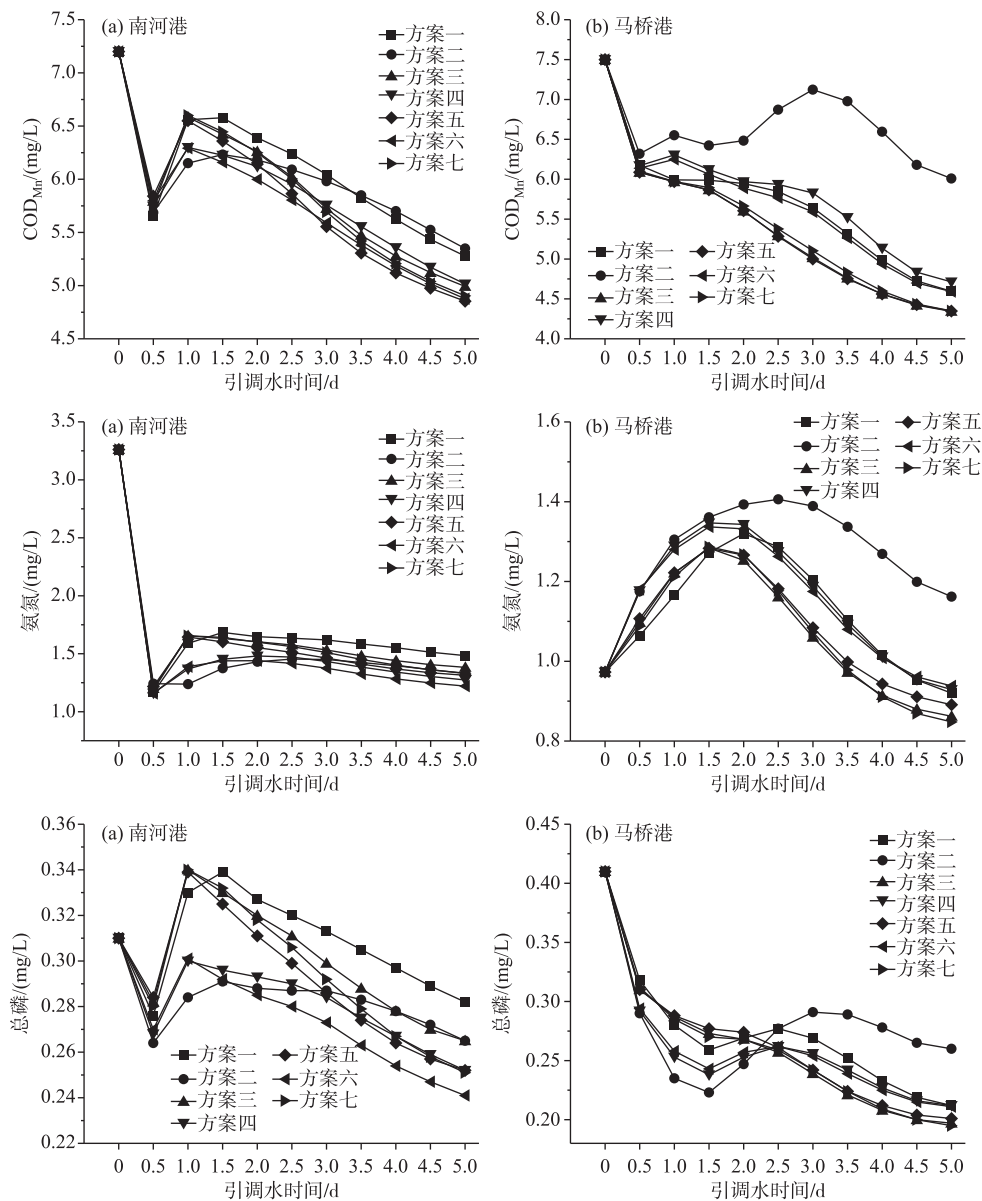 (a) 南河港
方案一
方案二
方案三
方案四
方案五
方案六
方案七
COD_Mn/(mg/L)
7.5
7.0
6.5
6.0
5.5
5.0
4.5
0 0.5 1.0 1.5 2.0 2.5 3.0 3.5 4.0 4.5 5.0
引调水时间/d
(b) 马桥港
方案一 方案五
方案二 方案六
方案三 方案七
方案四
COD_Mn/(mg/L)
8.0
7.5
7.0
6.5
6.0
5.5
5.0
4.5
4.0
0 0.5 1.0 1.5 2.0 2.5 3.0 3.5 4.0 4.5 5.0
引调水时间/d
(a) 南河港
方案一
方案二
方案三
方案四
方案五
方案六
方案七
氨氮/(mg/L)
3.5
3.0
2.5
2.0
1.5
1.0
0 0.5 1.0 1.5 2.0 2.5 3.0 3.5 4.0 4.5 5.0
引调水时间/d
(b) 马桥港
方案一 方案五
方案二 方案六
方案三 方案七
方案四
氨氮/(mg/L)
1.6
1.4
1.2
1.0
0.8
0 0.5 1.0 1.5 2.0 2.5 3.0 3.5 4.0 4.5 5.0
引调水时间/d
(a) 南河港
方案一 方案五
方案二 方案六
方案三 方案七
方案四
总磷/(mg/L)
0.36
0.34
0.32
0.30
0.28
0.26
0.24
0.22
0 0.5 1.0 1.5 2.0 2.5 3.0 3.5 4.0 4.5 5.0
引调水时间/d
(b) 马桥港
方案一
方案二
方案三
方案四
方案五
方案六
方案七
总磷/(mg/L)
0.45
0.40
0.35
0.30
0.25
0.20
0 0.5 1.0 1.5 2.0 2.5 3.0 3.5 4.0 4.5 5.0
引调水时间/d